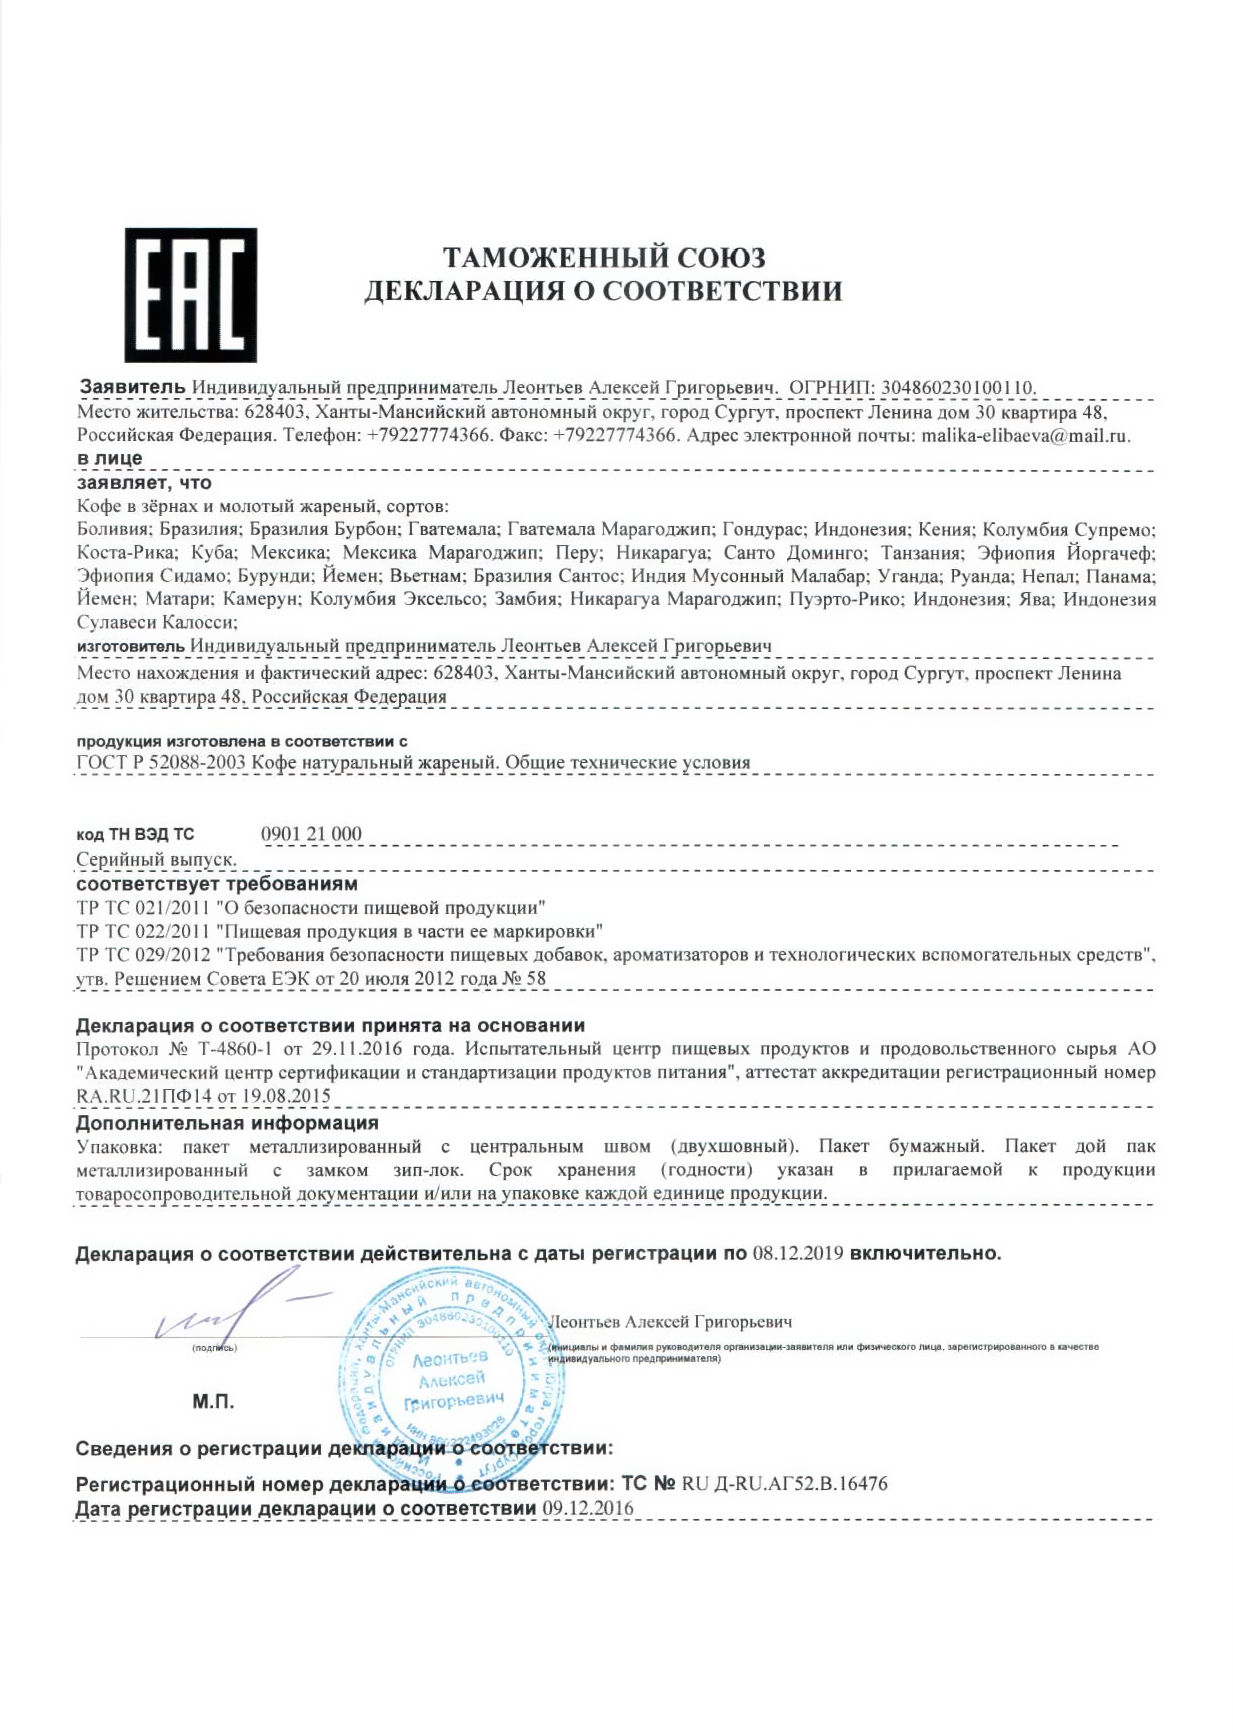 ЕАС
ТАМОЖЕННЫЙ СОЮЗ
ДЕКЛАРАЦИЯ О СООТВЕТСТВИИ
Заявитель Индивидуальный предприниматель Леонтьев Алексей Григорьевич. ОГРНИП: 304860230100110.
Место жительства: 628403, Ханты-Мансийский автономный округ, город Сургут, проспект Ленина дом 30 квартира 48,
Российская Федерация. Телефон: +79227774366. Факс: +79227774366. Адрес электронной почты: malika-elibaeva@mail.ru.
в лице
заявляет, что
Кофе в зёрнах и молотый жареный, сортов:
Боливия; Бразилия; Бразилия Бурбон; Гватемала; Гватемала Марагоджип; Гондурас; Индонезия; Кения; Колумбия Супремо;
Коста-Рика; Куба; Мексика; Мексика Марагоджип; Перу; Никарагуа; Санто Доминго; Танзания; Эфиопия Йоргачеф;
Эфиопия Сидамо; Бурунди; Йемен; Вьетнам; Бразилия Сантос; Индия Мусонный Малабар; Уганда; Руанда; Непал; Панама;
Йемен; Матари; Камерун; Колумбия Эксельсо; Замбия; Никарагуа Марагоджип; Пуэрто-Рико; Индонезия; Ява; Индонезия
Сулавеси Калосси;
изготовитель Индивидуальный предприниматель Леонтьев Алексей Григорьевич
Место нахождения и фактический адрес: 628403, Ханты-Мансийский автономный округ, город Сургут, проспект Ленина
дом 30 квартира 48, Российская Федерация
продукция изготовлена в соответствии с
ГОСТ Р 52088-2003 Кофе натуральный жареный. Общие технические условия
код ТН ВЭД ТС 0901 21 000
Серийный выпуск.
соответствует требованиям
ТР ТС 021/2011 "О безопасности пищевой продукции"
ТР ТС 022/2011 "Пищевая продукция в части ее маркировки"
ТР ТС 029/2012 "Требования безопасности пищевых добавок, ароматизаторов и технологических вспомогательных средств",
утв. Решением Совета ЕЭК от 20 июля 2012 года № 58
Декларация о соответствии принята на основании
Протокол № Т-4860-1 от 29.11.2016 года. Испытательный центр пищевых продуктов и продовольственного сырья АО
"Академический центр сертификации и стандартизации продуктов питания", аттестат аккредитации регистрационный номер
RA.RU.21ПФ14 от 19.08.2015
Дополнительная информация
Упаковка: пакет металлизированный с центральным швом (двухшовный). Пакет бумажный. Пакет дой пак
металлизированный с замком зип-лок. Срок хранения (годности) указан в прилагаемой к продукции
товаросопроводительной документации и/или на упаковке каждой единице продукции.
Декларация о соответствии действительна с даты регистрации по 08.12.2019 включительно.
Леонтьев Алексей Григорьевич
(подпись)
(инициалы и фамилия руководителя организации-заявителя или физического лица, зарегистрированного в качестве
индивидуального предпринимателя)
Российская Федерация, Ханты-Мансийский автономный округ - Югра, город Сургут
Индивидуальный предприниматель
ОГРНИП 304860230100110
Леонтьев
Алексей
Григорьевич
ИНН 860222493028
М.П.
Сведения о регистрации декларации о соответствии:
Регистрационный номер декларации о соответствии: ТС № RU Д-RU.АГ52.В.16476
Дата регистрации декларации о соответствии 09.12.2016